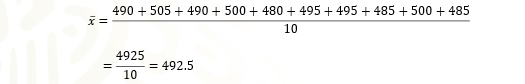 x̄ = 490 + 505 + 490 + 500 + 480 + 495 + 495 + 485 + 500 + 485 / 10
= 4925 / 10 = 492.5